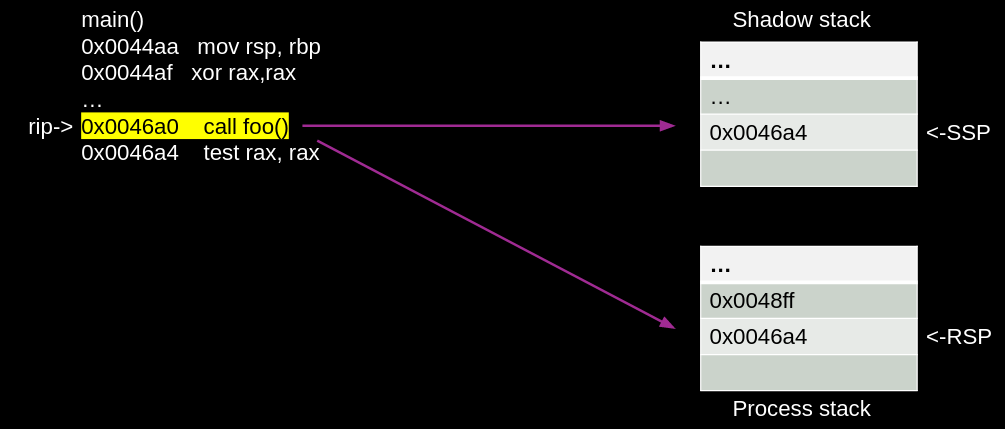 main()
0x0044aa mov rsp, rbp
0x0044af xor rax,rax
…
rip-> 0x0046a0 call foo()
0x0046a4 test rax, rax
Shadow stack
…
…
0x0046a4 <-SSP
…
0x0048ff
0x0046a4 <-RSP
Process stack